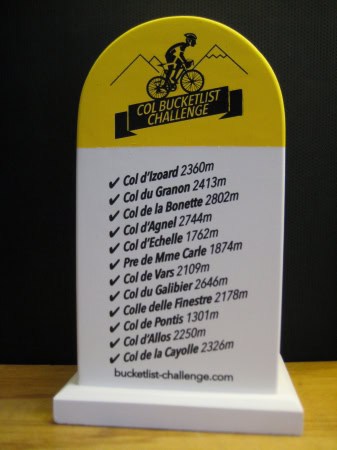 COL BUCKETLIST
CHALLENGE
✔ Col d'Izoard 2360m
✔ Col du Granon 2413m
✔ Col de la Bonette 2802m
✔ Col d'Agnel 2744m
✔ Col d'Echelle 1762m
✔ Pre de Mme Carle 1874m
✔ Col de Vars 2109m
✔ Col du Galibier 2646m
✔ Colle delle Finestre 2178m
✔ Col de Pontis 1301m
✔ Col d'Allos 2250m
✔ Col de la Cayolle 2326m
bucketlist-challenge.com